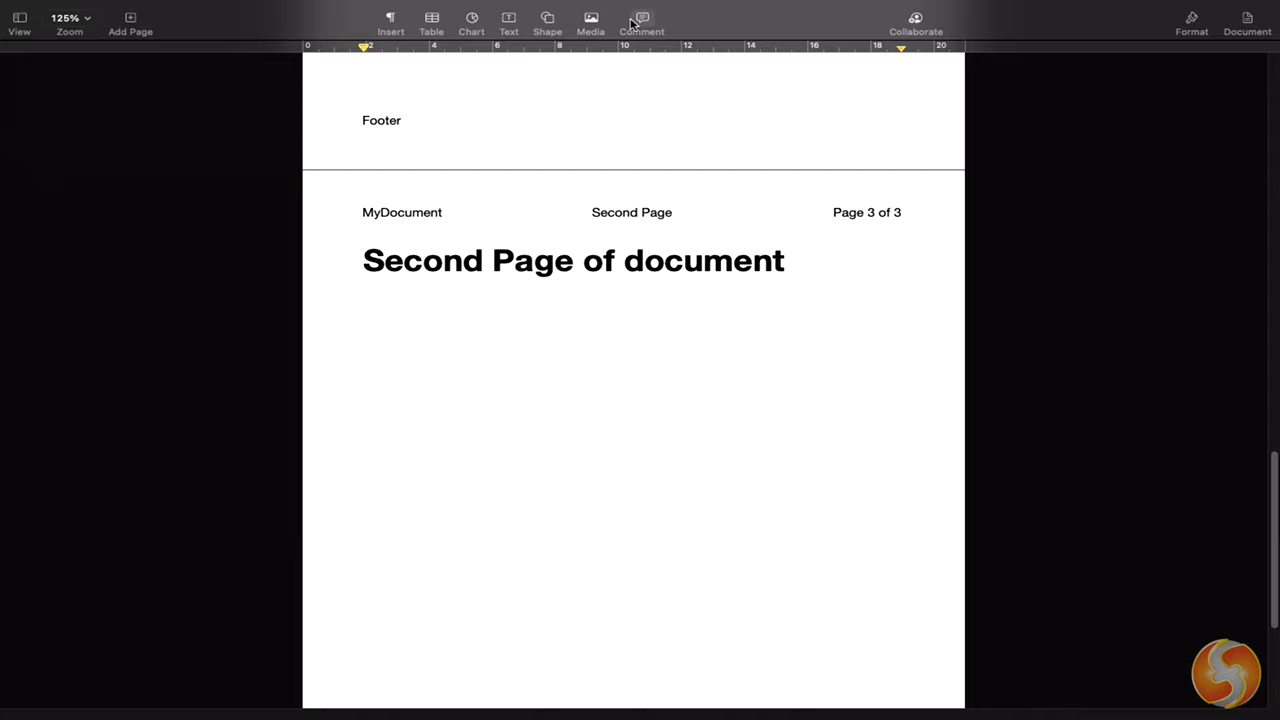 125%
View Zoom Add Page Insert Table Chart Text Shape Media Comment Collaborate Format Document
0 2 4 6 8 10 12 14 16 18 20
Footer
MyDocument Second Page Page 3 of 3
Second Page of document